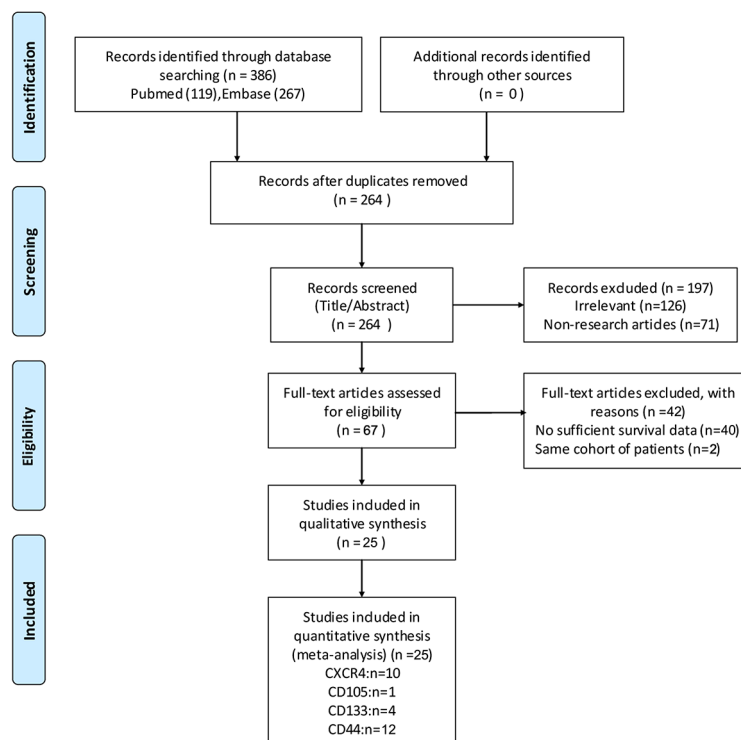 Identification
Records identified through database
searching (n = 386)
Pubmed (119),Embase (267)
Additional records identified
through other sources
(n = 0 )
Records after duplicates removed
(n = 264 )
Screening
Records screened
(Title/Abstract)
(n = 264 )
Records excluded (n = 197)
Irrelevant (n=126)
Non-research articles (n=71)
Eligibility
Full-text articles assessed
for eligibility
(n = 67)
Full-text articles excluded, with
reasons (n =42)
No sufficient survival data (n=40)
Same cohort of patients (n=2)
Studies included in
qualitative synthesis
(n = 25 )
Included
Studies included in
quantitative synthesis
(meta-analysis) (n =25)
CXCR4:n=10
CD105:n=1
CD133:n=4
CD44:n=12